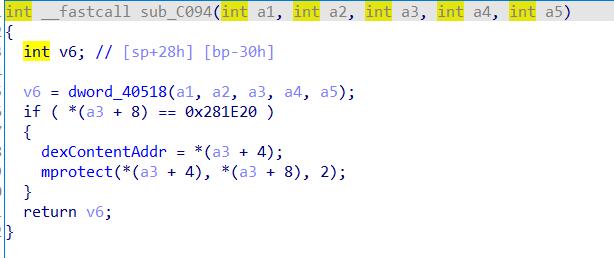 int __fastcall sub_C094(int a1, int a2, int a3, int a4, int a5)
{
int v6; // [sp+28h] [bp-30h]
v6 = dword_40518(a1, a2, a3, a4, a5);
if ( *(a3 + 8) == 0x281E20 )
{
dexContentAddr = *(a3 + 4);
mprotect(*(a3 + 4), *(a3 + 8), 2);
}
return v6;
}